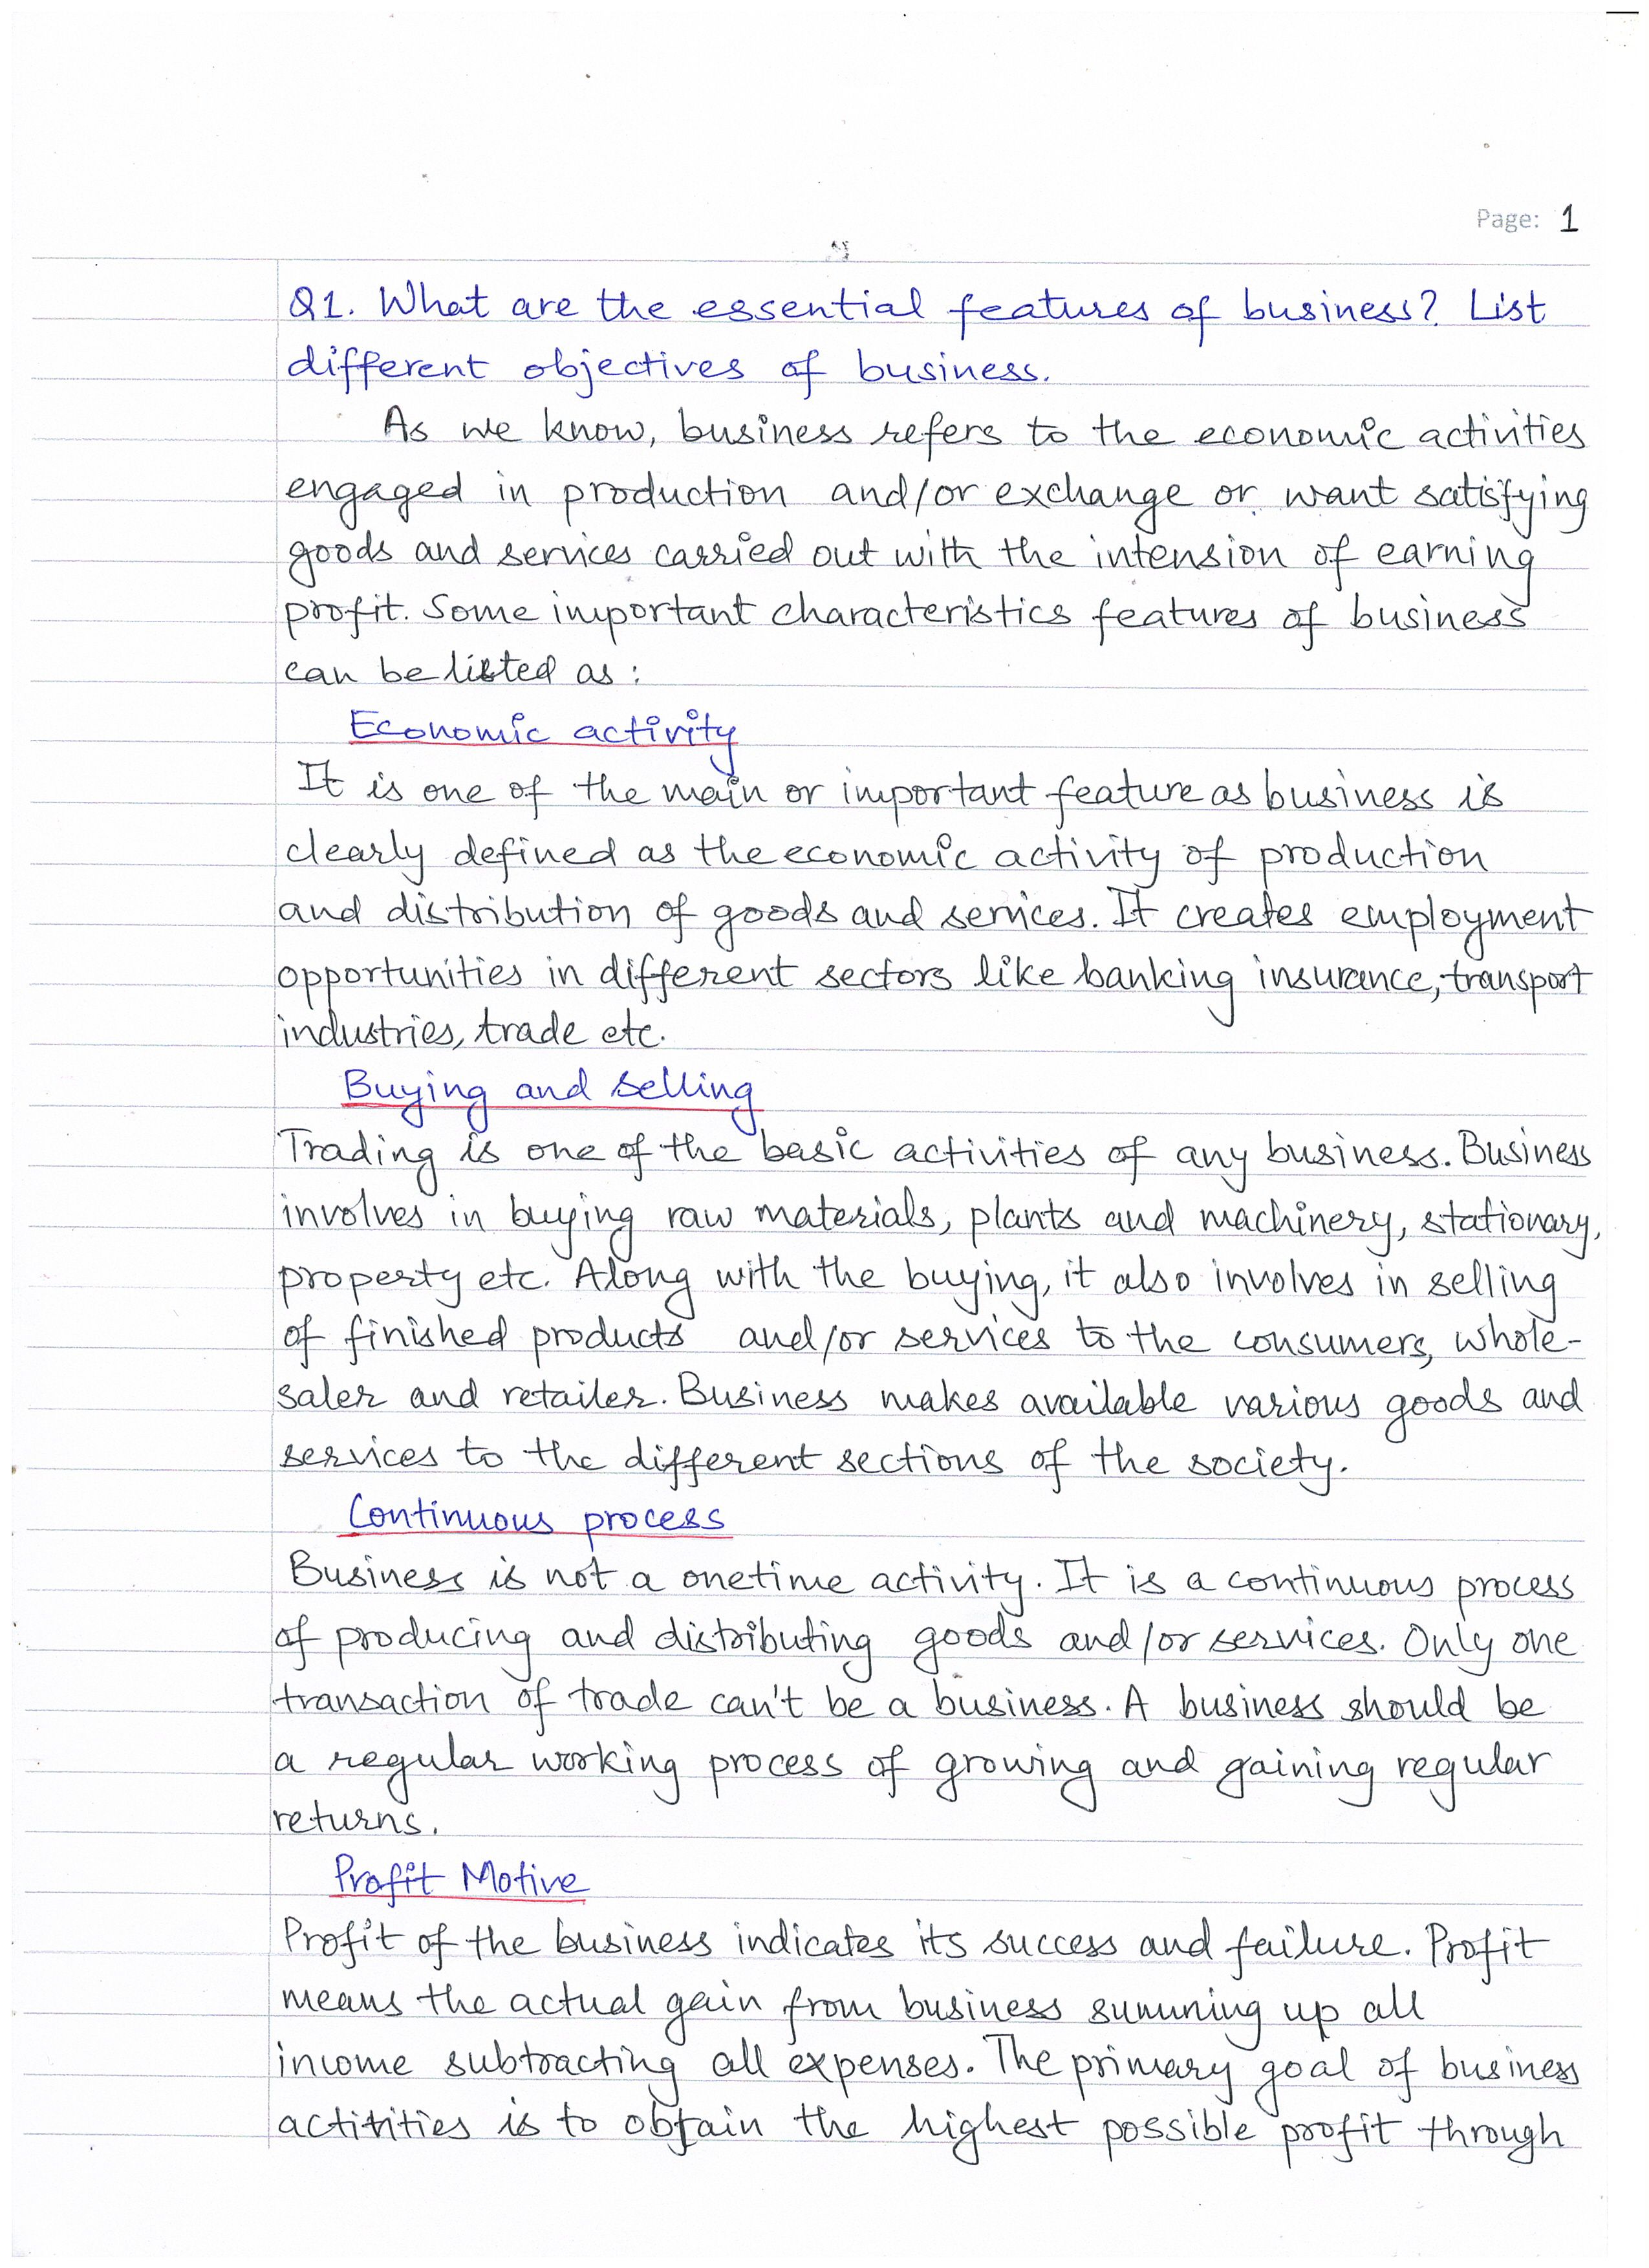 Page: 1
Q1. What are the essential features of business? List
different objectives of business.
As we know, business refers to the economic activities
engaged in production and/or exchange or want satisfying
goods and services carried out with the intension of earning
profit. Some important characteristics features of business
can be listed as :
Economic activity
It is one of the main or important feature as business is
clearly defined as the economic activity of production
and distribution of goods and services. It creates employment
opportunities in different sectors like banking insurance, transport
industries, trade etc.
Buying and selling
Trading is one of the basic activities of any business. Business
involves in buying raw materials, plants and machinery, stationary,
property etc. Along with the buying, it also involves in selling
of finished products and/or services to the consumers, whole-
saler and retailer. Business makes available various goods and
services to the different sections of the society.
Continuous process
Business is not a onetime activity. It is a continuous process
of producing and distributing goods and/or services. Only one
transaction of trade can't be a business. A business should be
a regular working process of growing and gaining regular
returns.
Profit Motive
Profit of the business indicates its success and failure. Profit
means the actual gain from business summing up all
income subtracting all expenses. The primary goal of business
activities is to obtain the highest possible profit through